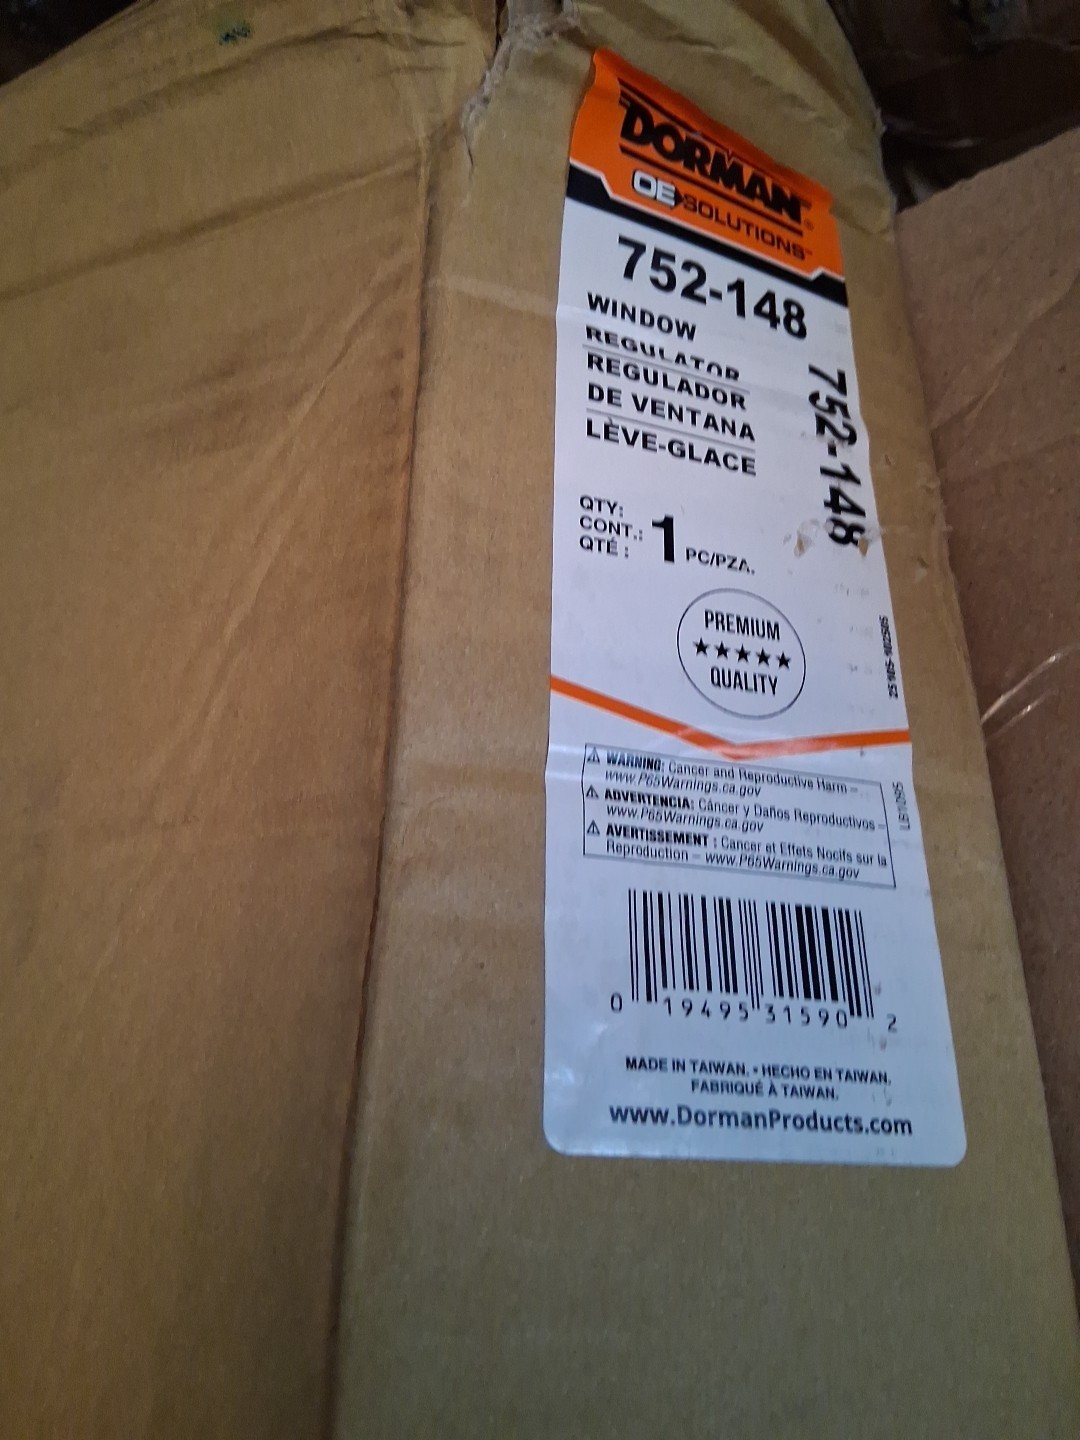 DORMAN®
OE SOLUTIONS™
752-148
WINDOW
REGULATOR
REGULADOR
DE VENTANA
LÈVE-GLACE
752-148
QTY:
CONT.:
QTÉ :
1 PC/PZA.
PREMIUM
★★★★★
QUALITY
⚠ WARNING: Cancer and Reproductive Harm –
www.P65Warnings.ca.gov
⚠ ADVERTENCIA: Cáncer y Daños Reproductivos –
www.P65Warnings.ca.gov
⚠ AVERTISSEMENT : Cancer et Effets Nocifs sur la
Reproduction – www.P65Warnings.ca.gov
0 19495 31590 2
MADE IN TAIWAN. • HECHO EN TAIWAN.
FABRIQUÉ À TAIWAN.
www.DormanProducts.com